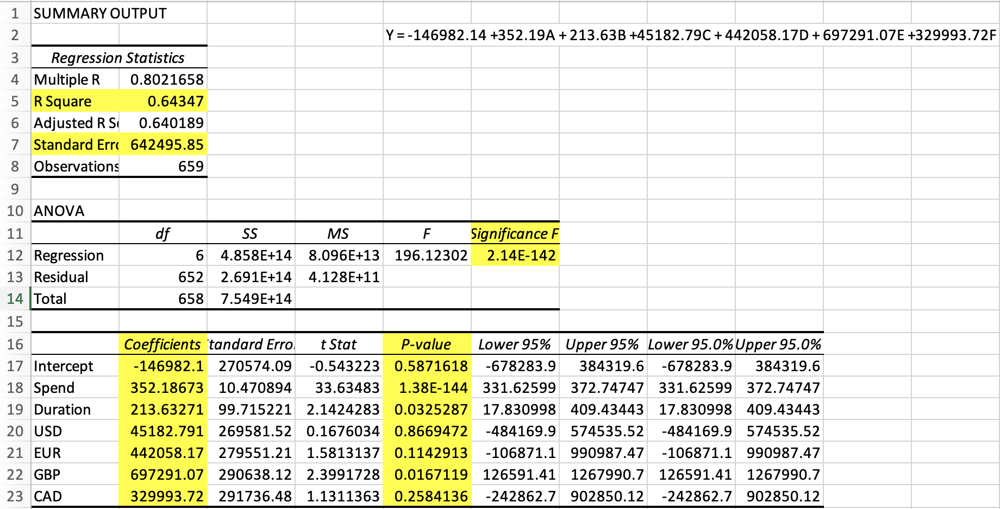 1 SUMMARY OUTPUT
2 Y = -146982.14 +352.19A + 213.63B +45182.79C + 442058.17D + 697291.07E +329993.72F
3 Regression Statistics
4 Multiple R 0.8021658
5 R Square 0.64347
6 Adjusted R S 0.640189
7 Standard Erro 642495.85
8 Observations 659
9
10 ANOVA
11 df SS MS F Significance F
12 Regression 6 4.858E+14 8.096E+13 196.12302 2.14E-142
13 Residual 652 2.691E+14 4.128E+11
14 Total 658 7.549E+14
15
16 Coefficients tandard Erro P-value t Stat Lower 95% Upper 95% Lower 95.0% Upper 95.0%
17 Intercept -146982.1 270574.09 -0.543223 0.5871618 -678283.9 384319.6 -678283.9 384319.6
18 Spend 352.18673 10.470894 33.63483 1.38E-144 331.62599 372.74747 331.62599 372.74747
19 Duration 213.63271 99.715221 2.1424283 0.0325287 17.830998 409.43443 17.830998 409.43443
20 USD 45182.791 269581.52 0.1676034 0.8669472 -484169.9 574535.52 -484169.9 574535.52
21 EUR 442058.17 279551.21 1.5813137 0.1142913 -106871.1 990987.47 -106871.1 990987.47
22 GBP 697291.07 290638.12 2.3991728 0.0167119 126591.41 1267990.7 126591.41 1267990.7
23 CAD 329993.72 291736.48 1.1311363 0.2584136 -242862.7 902850.12 -242862.7 902850.12